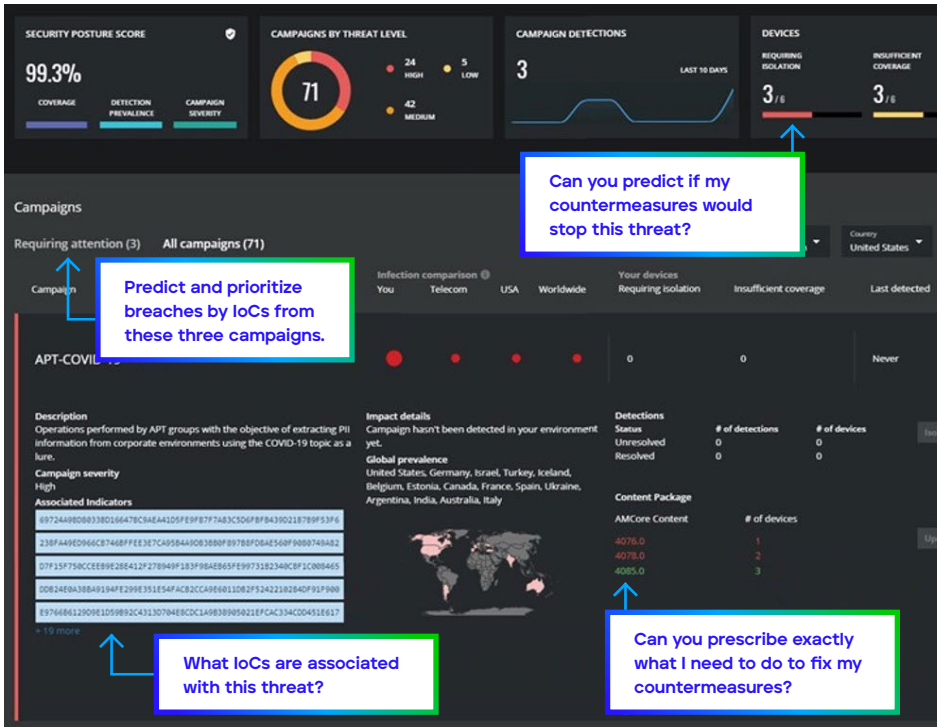 SECURITY POSTURE SCORE
99.3%
COVERAGE
DETECTION PREVALENCE
CAMPAIGN SEVERITY
CAMPAIGNS BY THREAT LEVEL
71
24 HIGH
5 LOW
42 MEDIUM
CAMPAIGN DETECTIONS
3
LAST 10 DAYS
DEVICES
REQUIRING ISOLATION
3/6
INSUFFICIENT COVERAGE
3/6
Can you predict if my
countermeasures would
stop this threat?
Campaigns
Requiring attention (3)
All campaigns (71)
Country
United States
Predict and prioritize
breaches by IoCs from
these three campaigns.
Campaign
Infection comparison
You
Telecom
USA
Worldwide
Your devices
Requiring isolation
Insufficient coverage
Last detected
0
0
Never
Description
Operations performed by APT groups with the objective of extracting PII
information from corporate environments using the COVID-19 topic as a
lure.
Campaign severity
High
Associated Indicators
+ 19 more
Impact details
Campaign hasn't been detected in your environment
yet.
Global prevalence
United States, Germany, Israel, Turkey, Iceland,
Belgium, Estonia, Canada, France, Spain, Ukraine,
Argentina, India, Australia, Italy
Detections
Status # of detections # of devices
Unresolved 0 0
Resolved 0 0
Content Package
AMCore Content # of devices
4076.0 1
4078.0 2
4085.0 3
What IoCs are associated
with this threat?
Can you prescribe exactly
what I need to do to fix my
countermeasures?